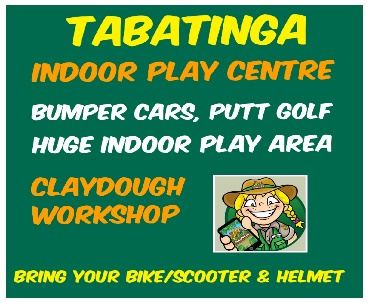 TABATINGA
INDOOR PLAY CENTRE
BUMPER CARS, PUTT GOLF
HUGE INDOOR PLAY AREA
CLAYDOUGH
WORKSHOP
BRING YOUR BIKE/SCOOTER & HELMET